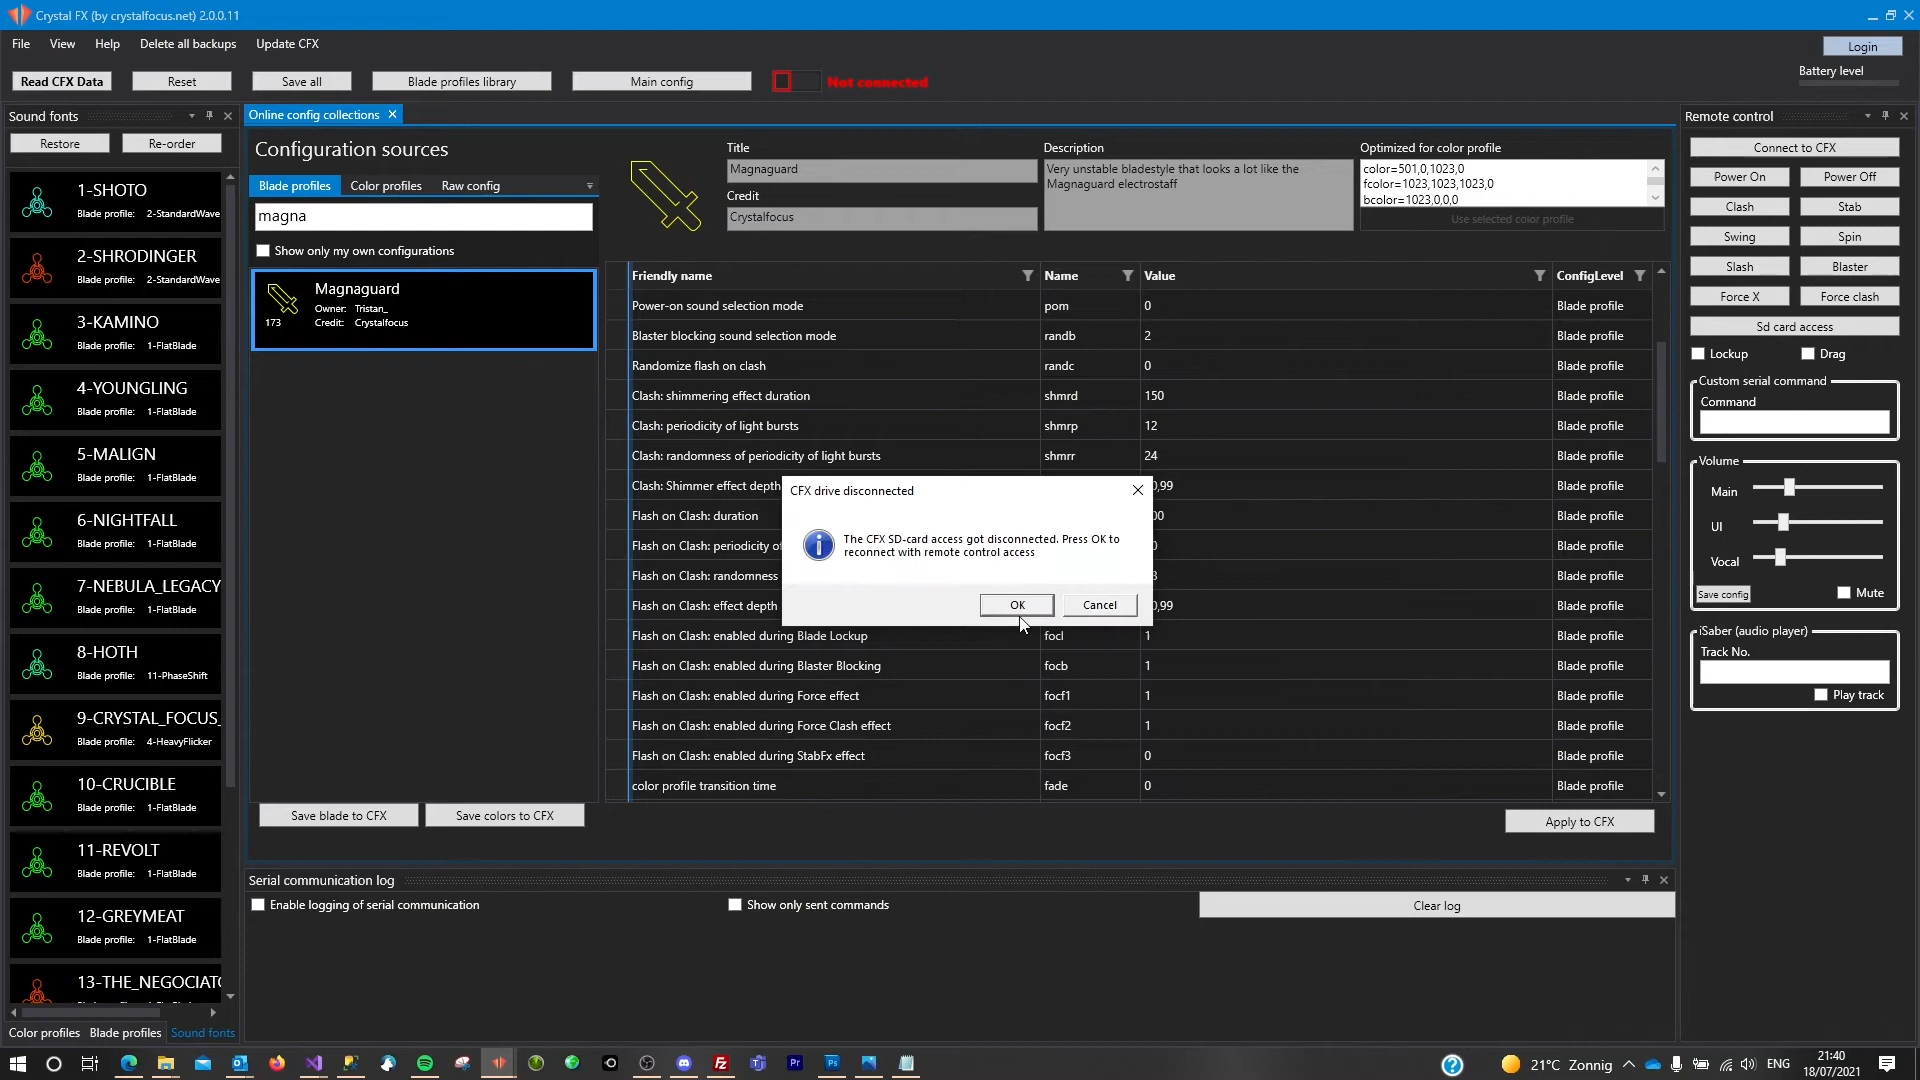 Crystal FX (by crystalfocus.net) 2.0.0.11
File View Help Delete all backups Update CFX
Login
Read CFX Data Reset Save all Blade profiles library Main config Not connected
Battery level
Sound fonts
Restore Re-order
1-SHOTO
Blade profile: 2-StandardWave
2-SHRODINGER
Blade profile: 2-StandardWave
3-KAMINO
Blade profile: 1-FlatBlade
4-YOUNGLING
Blade profile: 1-FlatBlade
5-MALIGN
Blade profile: 1-FlatBlade
6-NIGHTFALL
Blade profile: 1-FlatBlade
7-NEBULA_LEGACY
Blade profile: 1-FlatBlade
8-HOTH
Blade profile: 11-PhaseShift
9-CRYSTAL_FOCUS_
Blade profile: 4-HeavyFlicker
10-CRUCIBLE
Blade profile: 1-FlatBlade
11-REVOLT
Blade profile: 1-FlatBlade
12-GREYMEAT
Blade profile: 1-FlatBlade
13-THE_NEGOCIAT
Color profiles Blade profiles Sound fonts
Online config collections
Configuration sources
Blade profiles Color profiles Raw config
magna
Show only my own configurations
Magnaguard
Owner: Tristan_
173 Credit: Crystalfocus
Save blade to CFX Save colors to CFX
Title
Magnaguard
Credit
Crystalfocus
Description
Very unstable bladestyle that looks a lot like the
Magnaguard electrostaff
Optimized for color profile
color=501,0,1023,0
fcolor=1023,1023,1023,0
bcolor=1023,0,0,0
Use selected color profile
Friendly name Name Value ConfigLevel
Power-on sound selection mode pom 0 Blade profile
Blaster blocking sound selection mode randb 2 Blade profile
Randomize flash on clash randc 0 Blade profile
Clash: shimmering effect duration shmrd 150 Blade profile
Clash: periodicity of light bursts shmrp 12 Blade profile
Clash: randomness of periodicity of light bursts shmrr 24 Blade profile
Clash: Shimmer effect depth 0,99 Blade profile
Flash on Clash: duration 00 Blade profile
Flash on Clash: periodicity of Blade profile
Flash on Clash: randomness Blade profile
Flash on Clash: effect depth 0,99 Blade profile
Flash on Clash: enabled during Blade Lockup focl 1 Blade profile
Flash on Clash: enabled during Blaster Blocking focb 1 Blade profile
Flash on Clash: enabled during Force effect focf1 1 Blade profile
Flash on Clash: enabled during Force Clash effect focf2 1 Blade profile
Flash on Clash: enabled during StabFx effect focf3 0 Blade profile
color profile transition time fade 0 Blade profile
Apply to CFX
CFX drive disconnected
The CFX SD-card access got disconnected. Press OK to
reconnect with remote control access
OK Cancel
Serial communication log
Enable logging of serial communication Show only sent commands Clear log
Remote control
Connect to CFX
Power On Power Off
Clash Stab
Swing Spin
Slash Blaster
Force X Force clash
Sd card access
Lockup Drag
Custom serial command
Command
Volume
Main
UI
Vocal
Save config Mute
iSaber (audio player)
Track No.
Play track
21°C Zonnig ENG 21:40
18/07/2021